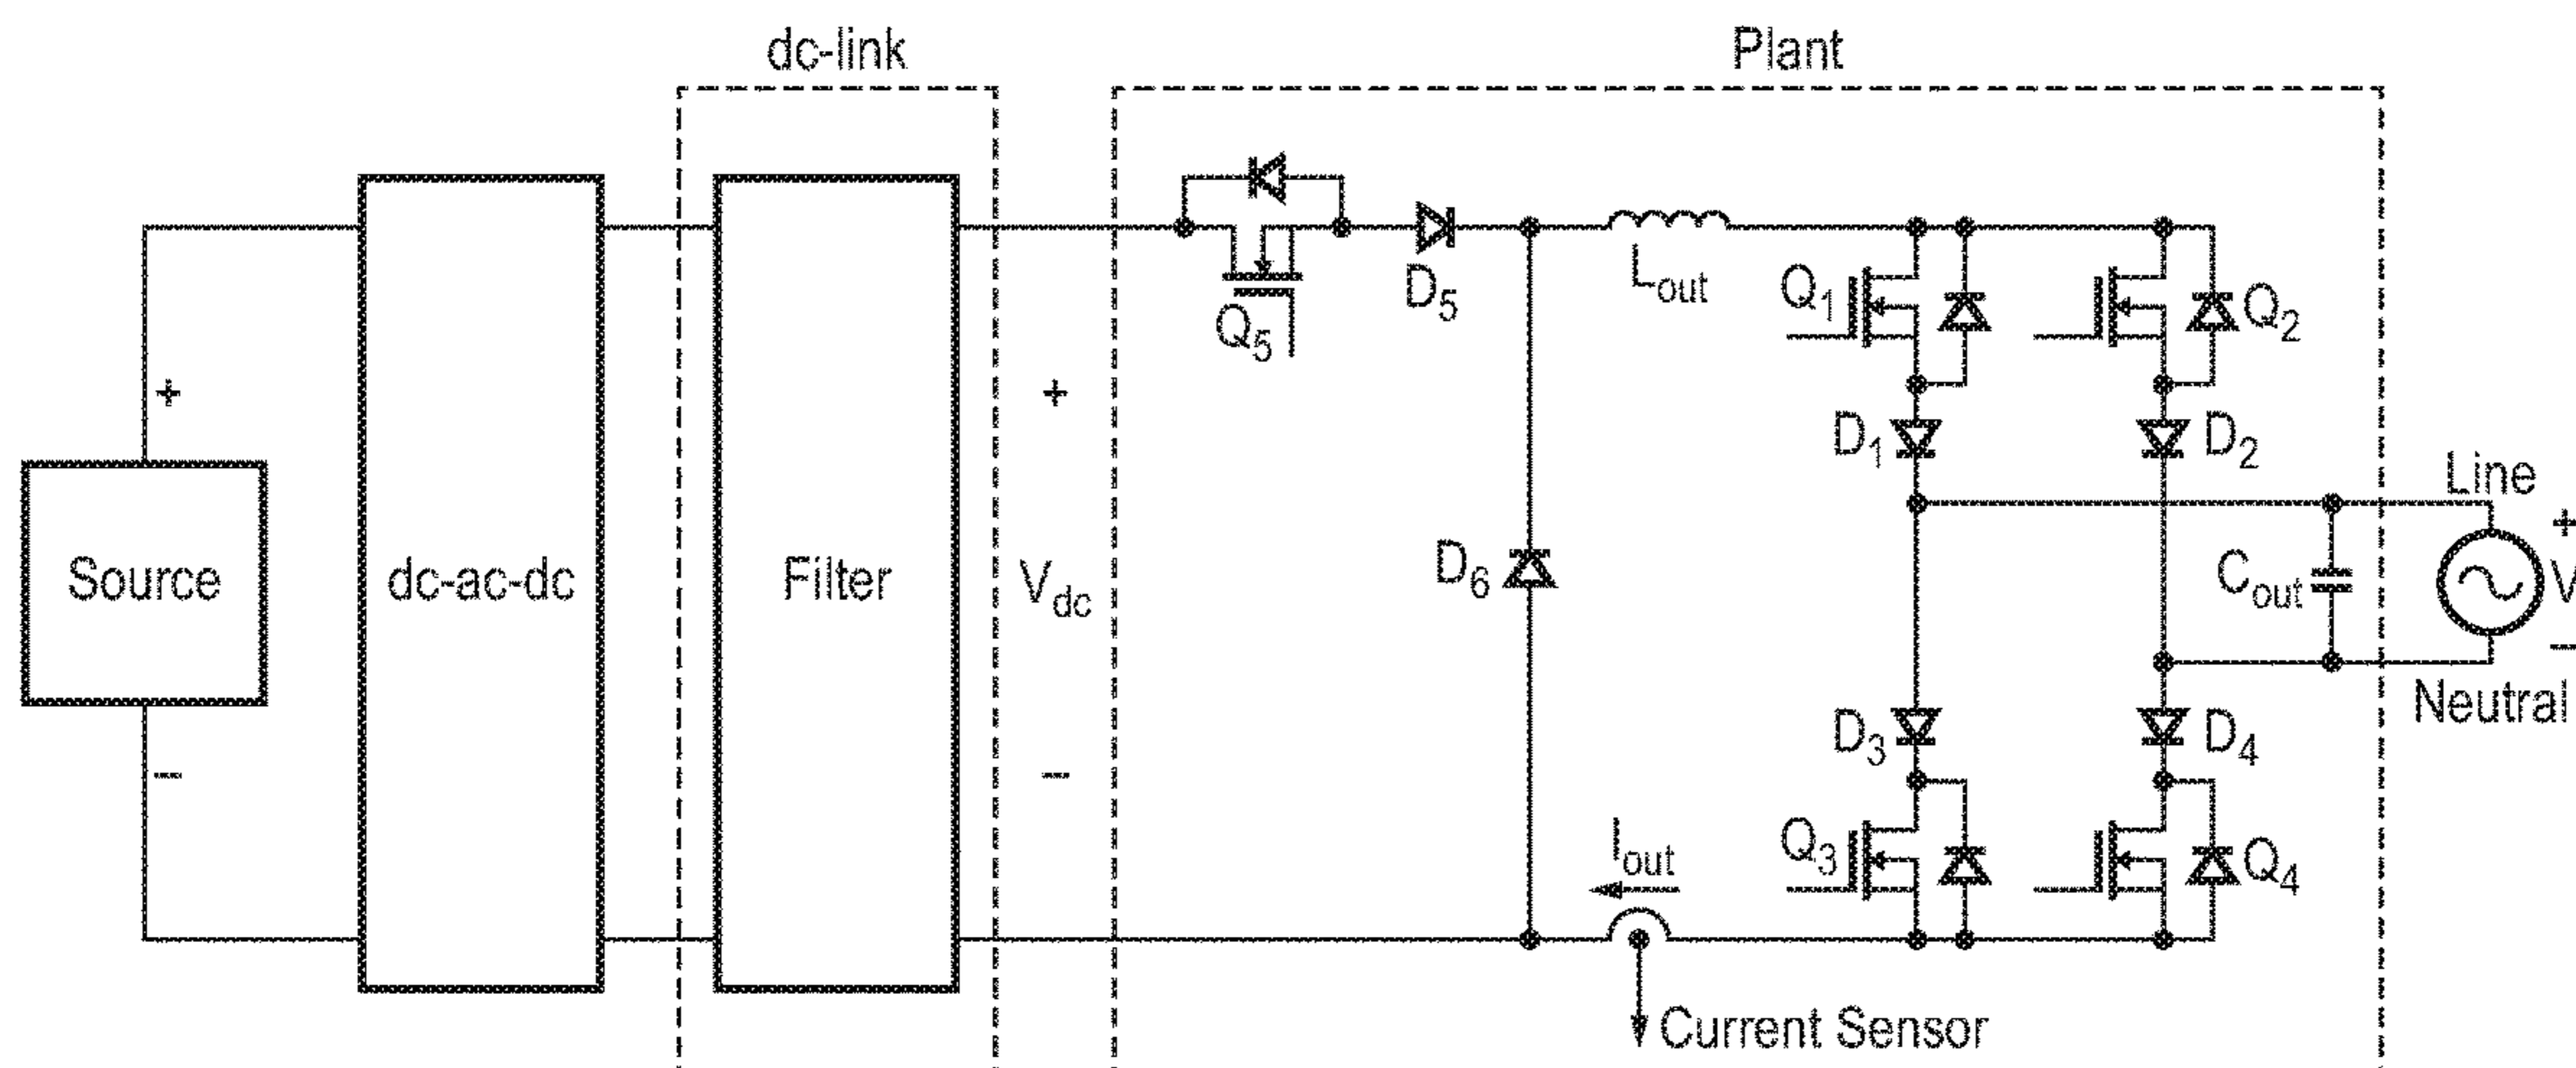 dc-link
Plant
Q5
D5
Lout
Q1
Q2
D1
D2
Line
+
+
+
Source
dc-ac-dc
Filter
Vdc
D6
Cout
V
−
−
−
Neutral
D3
D4
Q3
Iout
Q4
Current Sensor